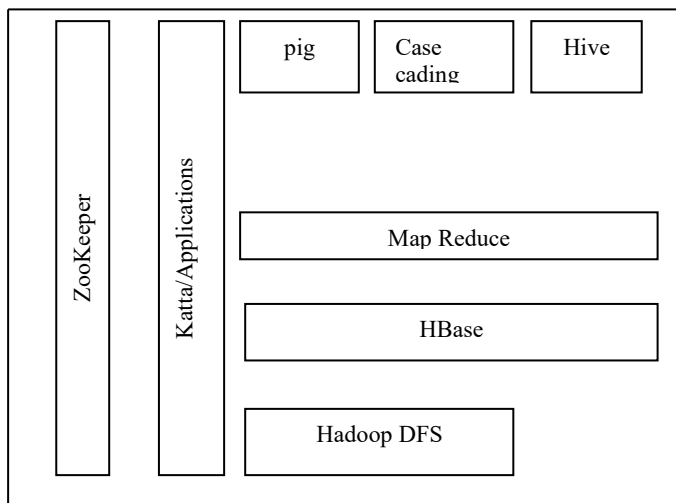 ZooKeeper
Katta/Applications
pig
Case
cading
Hive
Map Reduce
HBase
Hadoop DFS